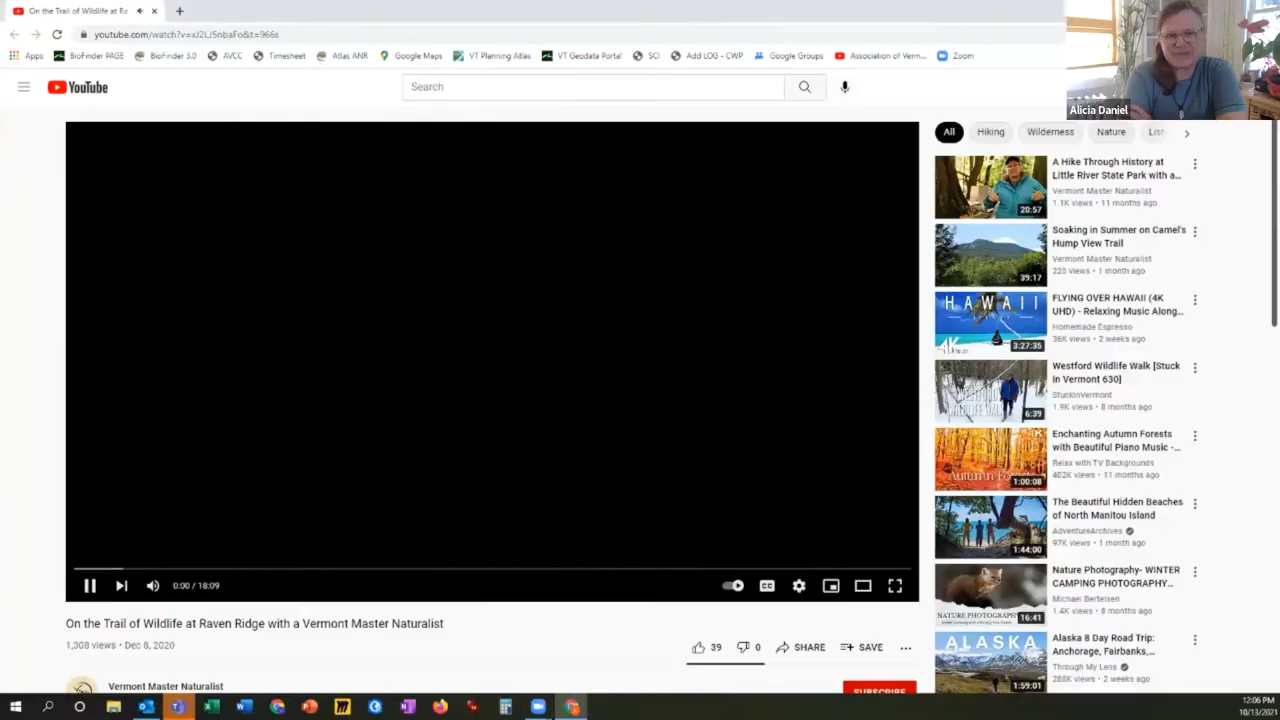 On the Trail of Wildlife at Ra
youtube.com/watch?v=xJ2LJ5nbaFo&t=966s
Apps BioFinder PAGE BioFinder 3.0 AVCC Timesheet Atlas ANR Google Maps VT Planning Atlas VT Geodata Portal SCI Add LOG - CWP Google Groups Association of Verm... Zoom
Alicia Daniel
YouTube
Search
All Hiking Wilderness Nature List
A Hike Through History at
Little River State Park with a...
Vermont Master Naturalist
1.1K views • 11 months ago
20:57
Soaking in Summer on Camel's
Hump View Trail
Vermont Master Naturalist
220 views • 1 month ago
39:17
HAWAII
4K
FLYING OVER HAWAII (4K
UHD) - Relaxing Music Along...
Homemade Espresso
36K views • 2 weeks ago
3:27:35
WESTFORD
WILDLIFE WALK
Westford Wildlife Walk [Stuck
in Vermont 630]
StuckinVermont
1.9K views • 8 months ago
6:39
Enchanting Autumn Forests
with Beautiful Piano Music -...
Relax with TV Backgrounds
402K views • 11 months ago
Autumn Fo
1:00:08
The Beautiful Hidden Beaches
of North Manitou Island
AdventureArchives
97K views • 1 month ago
1:44:00
Nature Photography- WINTER
CAMPING PHOTOGRAPHY...
Michael Bertelsen
1.4K views • 8 months ago
NATURE PHOTOGRAPHY
16:41
ALASKA
Alaska 8 Day Road Trip:
Anchorage, Fairbanks,...
Through My Lens
288K views • 2 weeks ago
1:59:01
0:00 / 18:09
CC
On the Trail of Wildlife at Raven Ridge with a Vermont Master Naturalist
1,308 views • Dec 8, 2020
39 0 SHARE SAVE
Vermont Master Naturalist
SUBSCRIBE
12:06 PM
10/13/2021